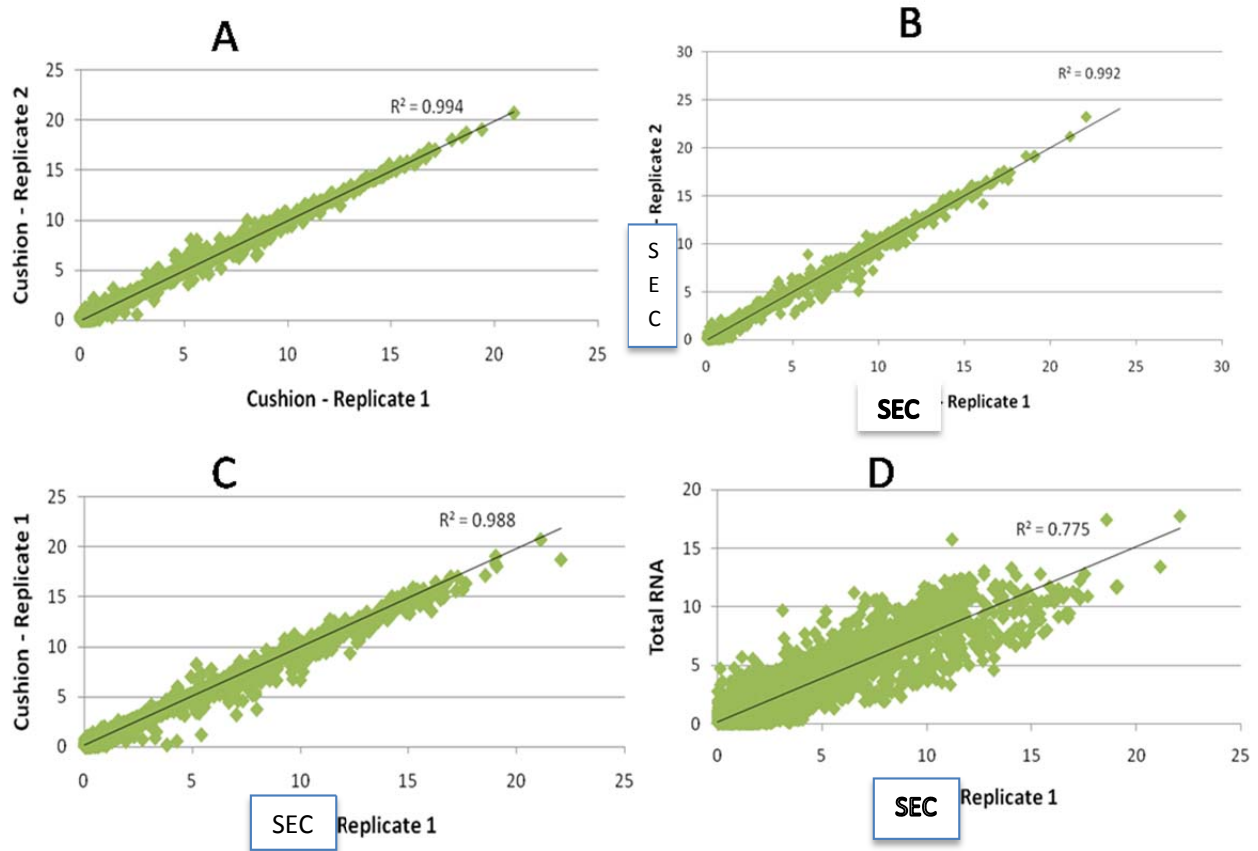 A
Cushion - Replicate 2
25
20
15
10
5
0
R² = 0.994
0 5 10 15 20 25
Cushion - Replicate 1
B
- Replicate 2
S
E
C
30
25
20
15
10
5
0
R² = 0.992
0 5 10 15 20 25 30
SEC - Replicate 1
C
Cushion - Replicate 1
25
20
15
10
5
0
R² = 0.988
0 5 10 15 20 25
SEC Replicate 1
D
Total RNA
20
15
10
5
0
R² = 0.775
0 5 10 15 20 25
SEC Replicate 1